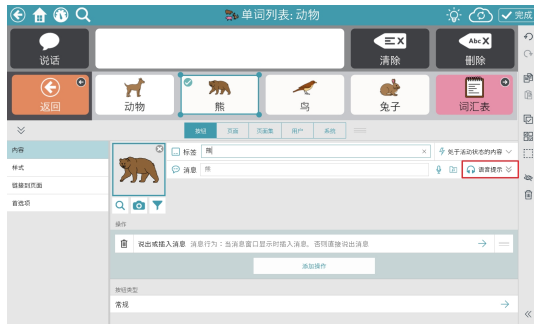 单词列表: 动物
完成
说话
X
清除
Abc X
删除
返回
动物
熊
鸟
兔子
词汇表
按钮
页面
页面集
用户
系统
内容
样式
链接到页面
首选项
标签
熊
×
处于活动状态的内容
消息
熊
语音提示
操作
说出或插入消息 消息行为：当消息窗口显示时插入消息，否则直接说出消息
添加操作
按钮类型
常规